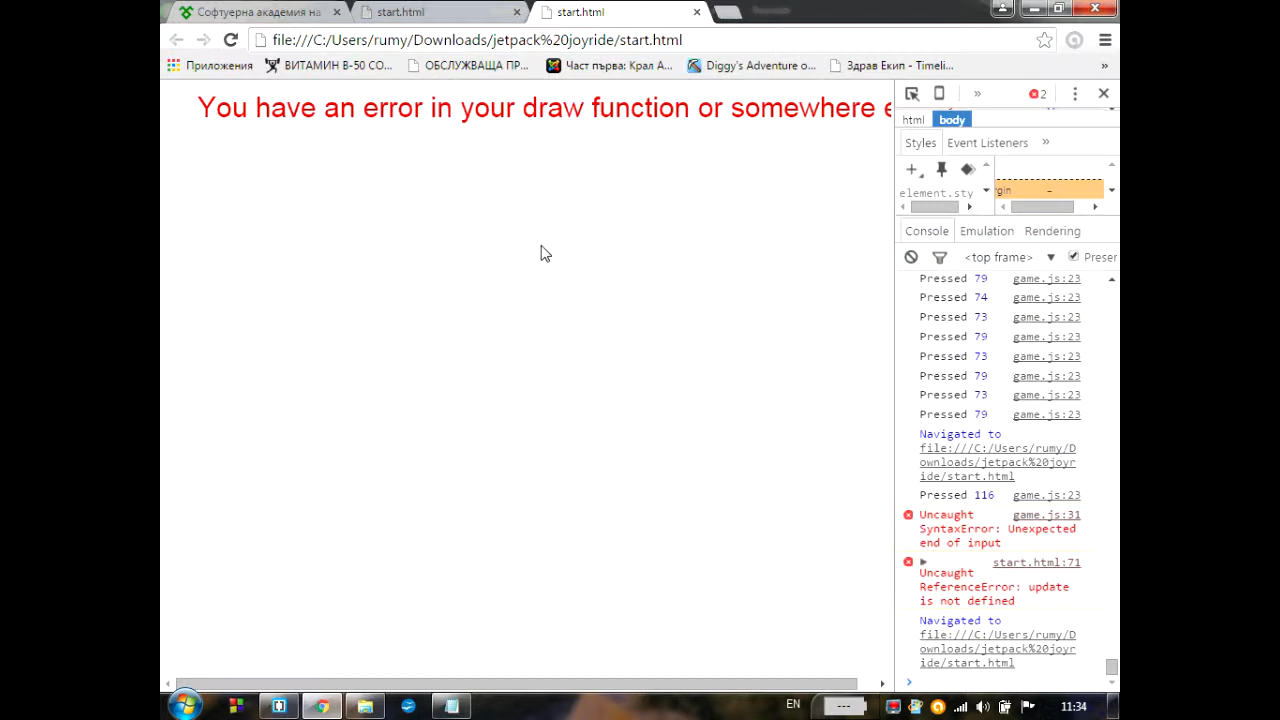 Софтуерна академия на
start.html
start.html
file:///C:/Users/rumy/Downloads/jetpack%20joyride/start.html
Приложения
ВИТАМИН B-50 CO...
ОБСЛУЖВАЩА ПР...
Част първа: Крал А...
Diggy's Adventure o...
Здрав Екип - Timeli...
»
You have an error in your draw function or somewhere e
» 2
html body
Styles Event Listeners »
element.sty
rgin –
Console Emulation Rendering
<top frame> ▼ Preser
Pressed 79 game.js:23
Pressed 74 game.js:23
Pressed 73 game.js:23
Pressed 79 game.js:23
Pressed 73 game.js:23
Pressed 79 game.js:23
Pressed 73 game.js:23
Pressed 79 game.js:23
Navigated to
file:///C:/Users/rumy/D
ownloads/jetpack%20joyr
ide/start.html
Pressed 116 game.js:23
Uncaught game.js:31
SyntaxError: Unexpected
end of input
start.html:71
Uncaught
ReferenceError: update
is not defined
Navigated to
file:///C:/Users/rumy/D
ownloads/jetpack%20joyr
ide/start.html
EN --- 11:34